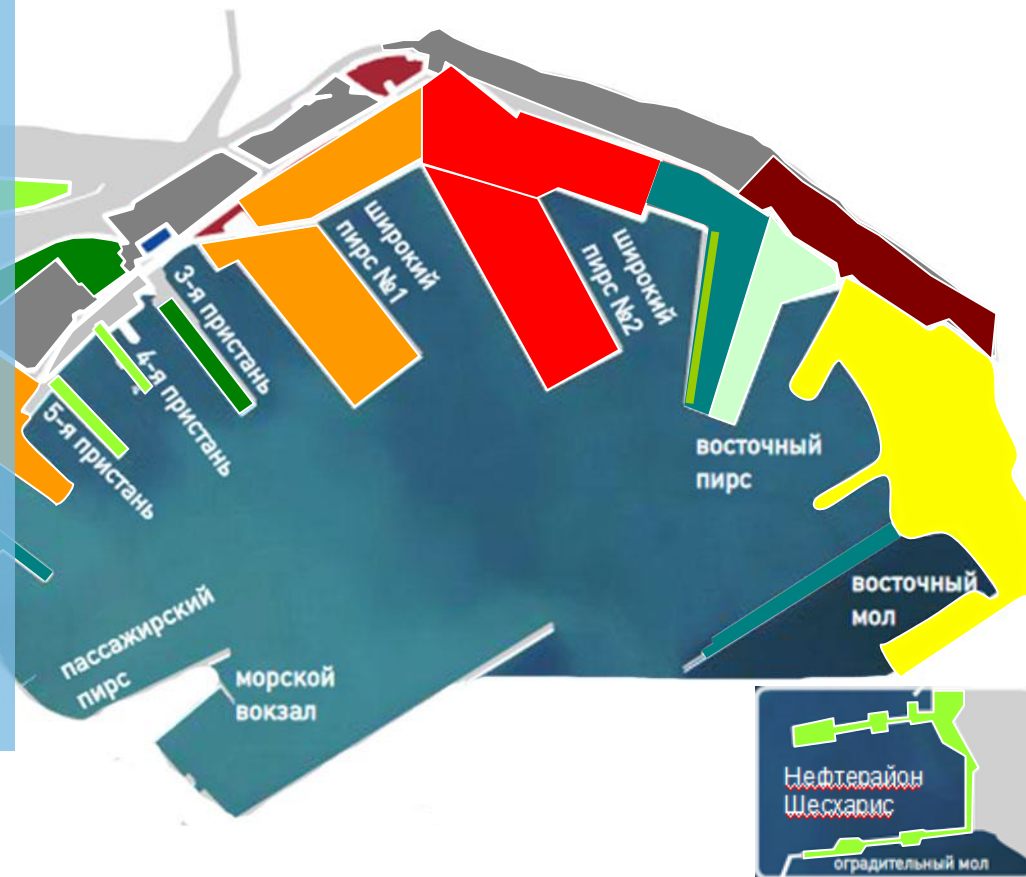 широкий
пирс №1
широкий
пирс №2
3-я пристань
4-я пристань
5-я пристань
восточный
пирс
восточный
мол
пассажирский
пирс
морской
вокзал
Нефтерайон
Шесхарис
оградительный мол